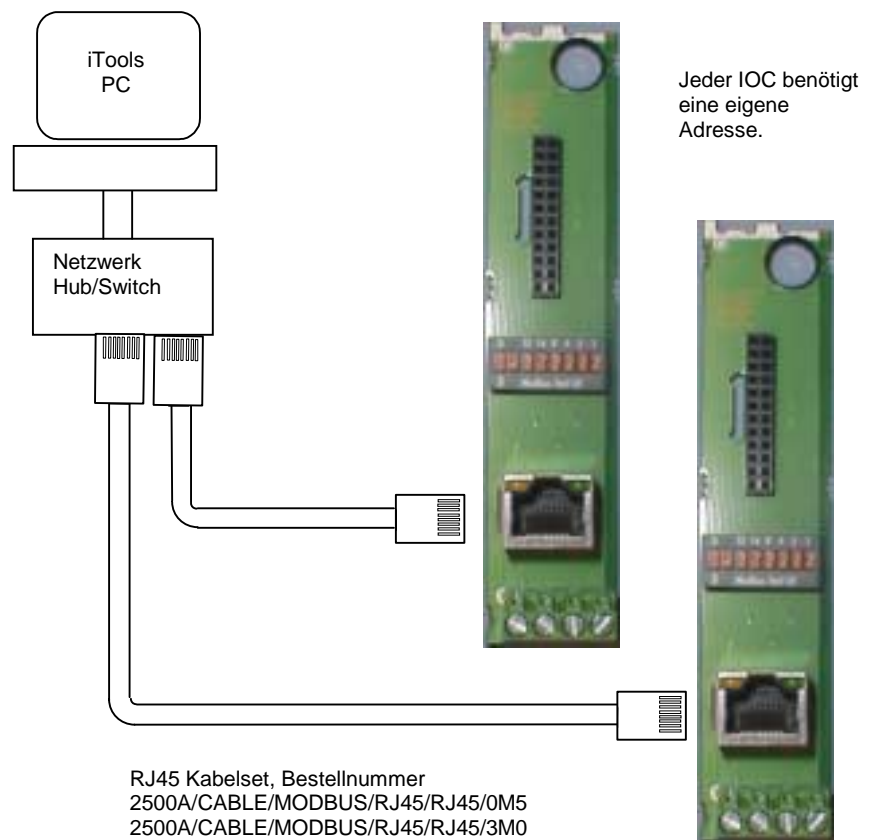 iTools
PC
Jeder IOC benötigt
eine eigene
Adresse.
Netzwerk
Hub/Switch
RJ45 Kabelset, Bestellnummer
2500A/CABLE/MODBUS/RJ45/RJ45/0M5
2500A/CABLE/MODBUS/RJ45/RJ45/3M0